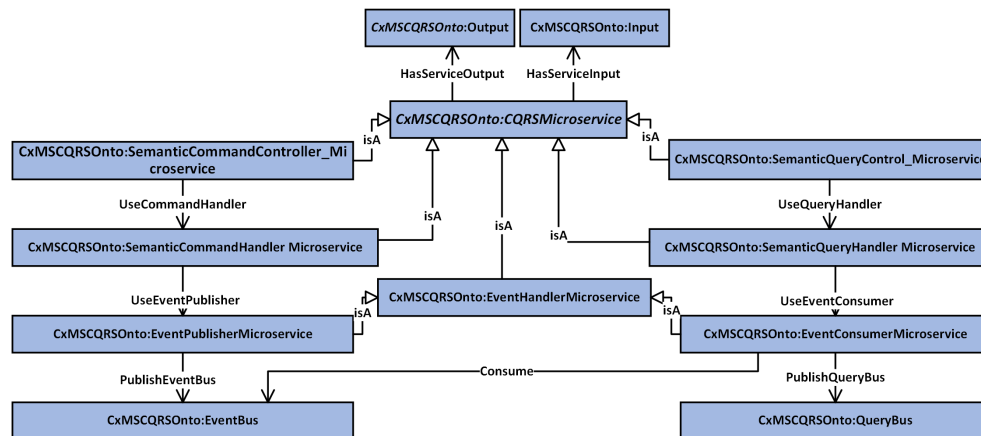 CxMSCQRSOnto:Output
CxMSCQRSOnto:Input
HasServiceOutput
HasServiceInput
CxMSCQRSOnto:CQRSMicroservice
isA
isA
CxMSCQRSOnto:SemanticCommandController_Mi
croservice
CxMSCQRSOnto:SemanticQueryControl_Microservice
UseCommandHandler
UseQueryHandler
isA
isA
isA
CxMSCQRSOnto:SemanticCommandHandler Microservice
CxMSCQRSOnto:SemanticQueryHandler Microservice
UseEventPublisher
CxMSCQRSOnto:EventHandlerMicroservice
UseEventConsumer
isA
isA
CxMSCQRSOnto:EventPublisherMicroservice
CxMSCQRSOnto:EventConsumerMicroservice
PublishEventBus
Consume
PublishQueryBus
CxMSCQRSOnto:EventBus
CxMSCQRSOnto:QueryBus